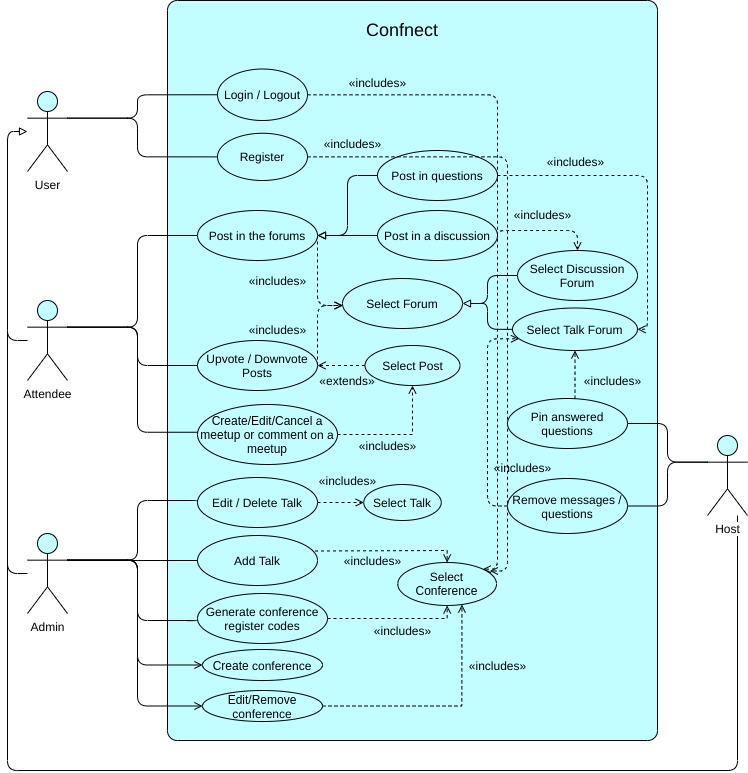 Confnect
Login / Logout
«includes»
Register
«includes»
Post in questions
«includes»
User
Post in the forums
Post in a discussion
«includes»
Select Discussion
Forum
«includes»
Select Forum
Select Talk Forum
«includes»
Attendee
Upvote / Downvote
Posts
Select Post
«extends»
«includes»
Create/Edit/Cancel a
meetup or comment on a
meetup
«includes»
Pin answered
questions
«includes»
Edit / Delete Talk
«includes»
Select Talk
Remove messages /
questions
Host
Add Talk
«includes»
Select
Conference
Admin
Generate conference
register codes
«includes»
Create conference
«includes»
Edit/Remove
conference